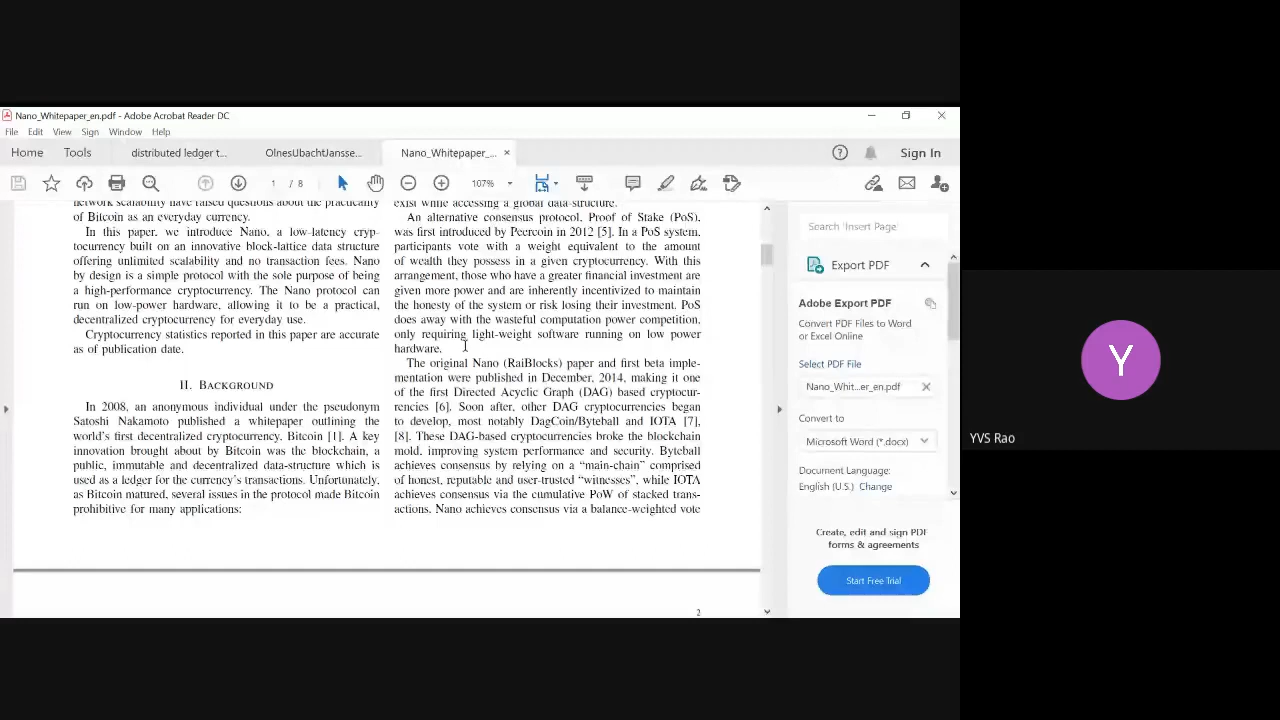 Nano_Whitepaper_en.pdf - Adobe Acrobat Reader DC
File Edit View Sign Window Help
Home Tools distributed ledger t... OlnesUbachtJansse... Nano_Whitepaper_... × Sign In
1 / 8 107%
network scalability have raised questions about the practicality
of Bitcoin as an everyday currency.
In this paper, we introduce Nano, a low-latency cryp-
tocurrency built on an innovative block-lattice data structure
offering unlimited scalability and no transaction fees. Nano
by design is a simple protocol with the sole purpose of being
a high-performance cryptocurrency. The Nano protocol can
run on low-power hardware, allowing it to be a practical,
decentralized cryptocurrency for everyday use.
Cryptocurrency statistics reported in this paper are accurate
as of publication date.
II. BACKGROUND
In 2008, an anonymous individual under the pseudonym
Satoshi Nakamoto published a whitepaper outlining the
world's first decentralized cryptocurrency, Bitcoin [1]. A key
innovation brought about by Bitcoin was the blockchain, a
public, immutable and decentralized data-structure which is
used as a ledger for the currency's transactions. Unfortunately,
as Bitcoin matured, several issues in the protocol made Bitcoin
prohibitive for many applications:
exist while accessing a global data-structure.
An alternative consensus protocol, Proof of Stake (PoS),
was first introduced by Peercoin in 2012 [5]. In a PoS system,
participants vote with a weight equivalent to the amount
of wealth they possess in a given cryptocurrency. With this
arrangement, those who have a greater financial investment are
given more power and are inherently incentivized to maintain
the honesty of the system or risk losing their investment. PoS
does away with the wasteful computation power competition,
only requiring light-weight software running on low power
hardware.
The original Nano (RaiBlocks) paper and first beta imple-
mentation were published in December, 2014, making it one
of the first Directed Acyclic Graph (DAG) based cryptocur-
rencies [6]. Soon after, other DAG cryptocurrencies began
to develop, most notably DagCoin/Byteball and IOTA [7],
[8]. These DAG-based cryptocurrencies broke the blockchain
mold, improving system performance and security. Byteball
achieves consensus by relying on a "main-chain" comprised
of honest, reputable and user-trusted "witnesses", while IOTA
achieves consensus via the cumulative PoW of stacked trans-
actions. Nano achieves consensus via a balance-weighted vote
2
Search 'Insert Page'
Export PDF
Adobe Export PDF
Convert PDF Files to Word
or Excel Online
Select PDF File
Nano_Whit...er_en.pdf ×
Convert to
Microsoft Word (*.docx)
Document Language:
English (U.S.) Change
Create, edit and sign PDF
forms & agreements
Start Free Trial
Y
YVS Rao